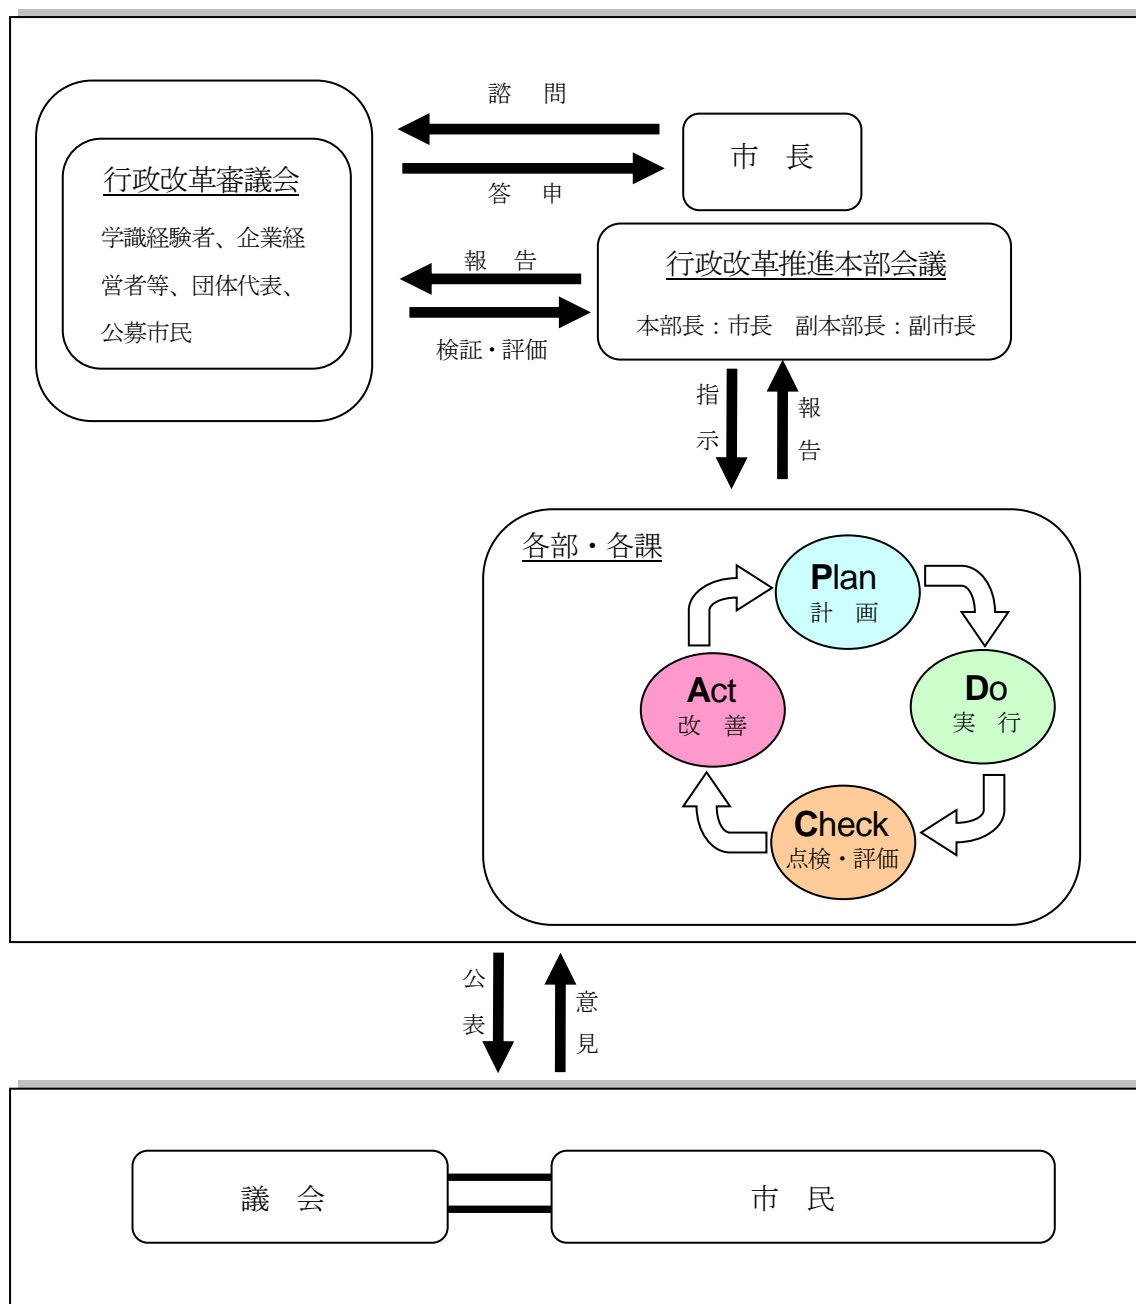 諮　問
市　長
行政改革審議会
答　申
学識経験者、企業経
営者等、団体代表、
公募市民
報　告
行政改革推進本部会議
本部長：市長　副本部長：副市長
検証・評価
指示
報告
各部・各課
Plan
計　画
Act
改　善
Do
実　行
Check
点検・評価
公表
意見
議　会
市　民